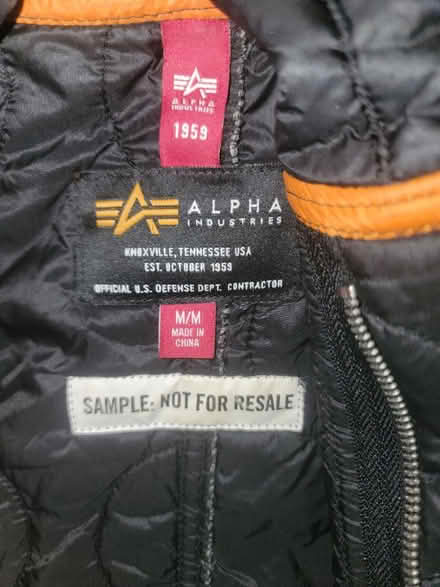 ALPHA
INDUSTRIES
1959
ALPHA
INDUSTRIES
KNOXVILLE, TENNESSEE USA
EST. OCTOBER 1959
OFFICIAL U.S. DEFENSE DEPT. CONTRACTOR
M/M
MADE IN
CHINA
SAMPLE: NOT FOR RESALE